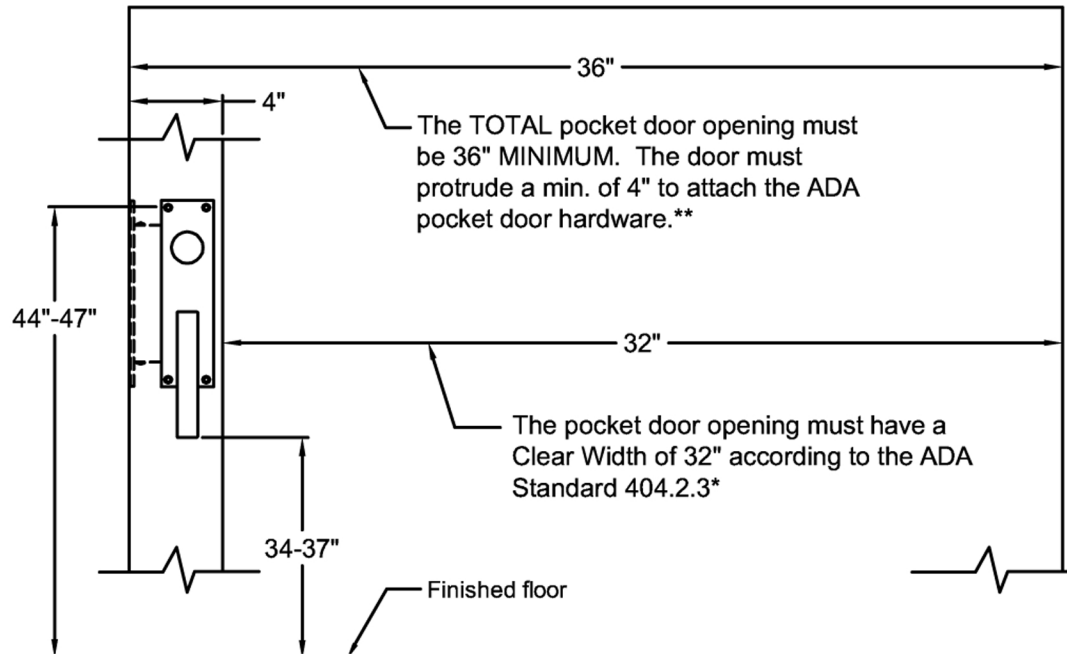 36"
4"
The TOTAL pocket door opening must
be 36" MINIMUM.  The door must
protrude a min. of 4" to attach the ADA
pocket door hardware.**
44"-47"
32"
The pocket door opening must have a
Clear Width of 32" according to the ADA
Standard 404.2.3*
34-37"
Finished floor